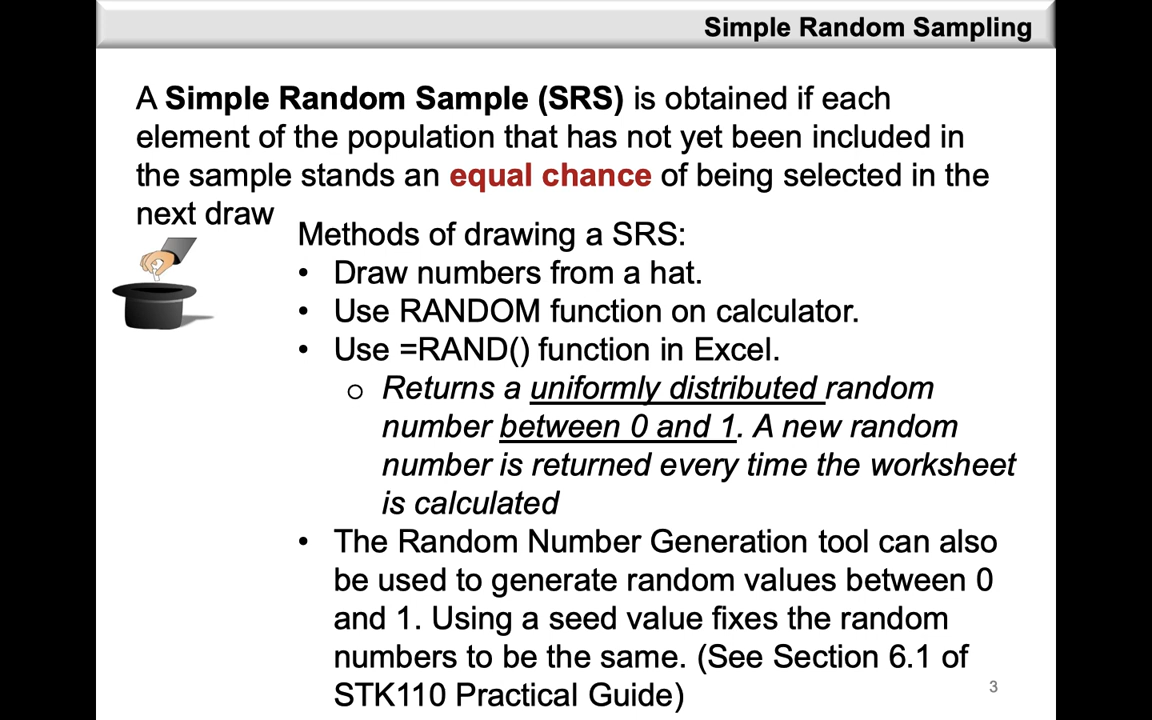 Simple Random Sampling
A Simple Random Sample (SRS) is obtained if each
element of the population that has not yet been included in
the sample stands an equal chance of being selected in the
next draw
Methods of drawing a SRS:
• Draw numbers from a hat.
• Use RANDOM function on calculator.
• Use =RAND() function in Excel.
o Returns a uniformly distributed random
number between 0 and 1. A new random
number is returned every time the worksheet
is calculated
• The Random Number Generation tool can also
be used to generate random values between 0
and 1. Using a seed value fixes the random
numbers to be the same. (See Section 6.1 of
STK110 Practical Guide)
3